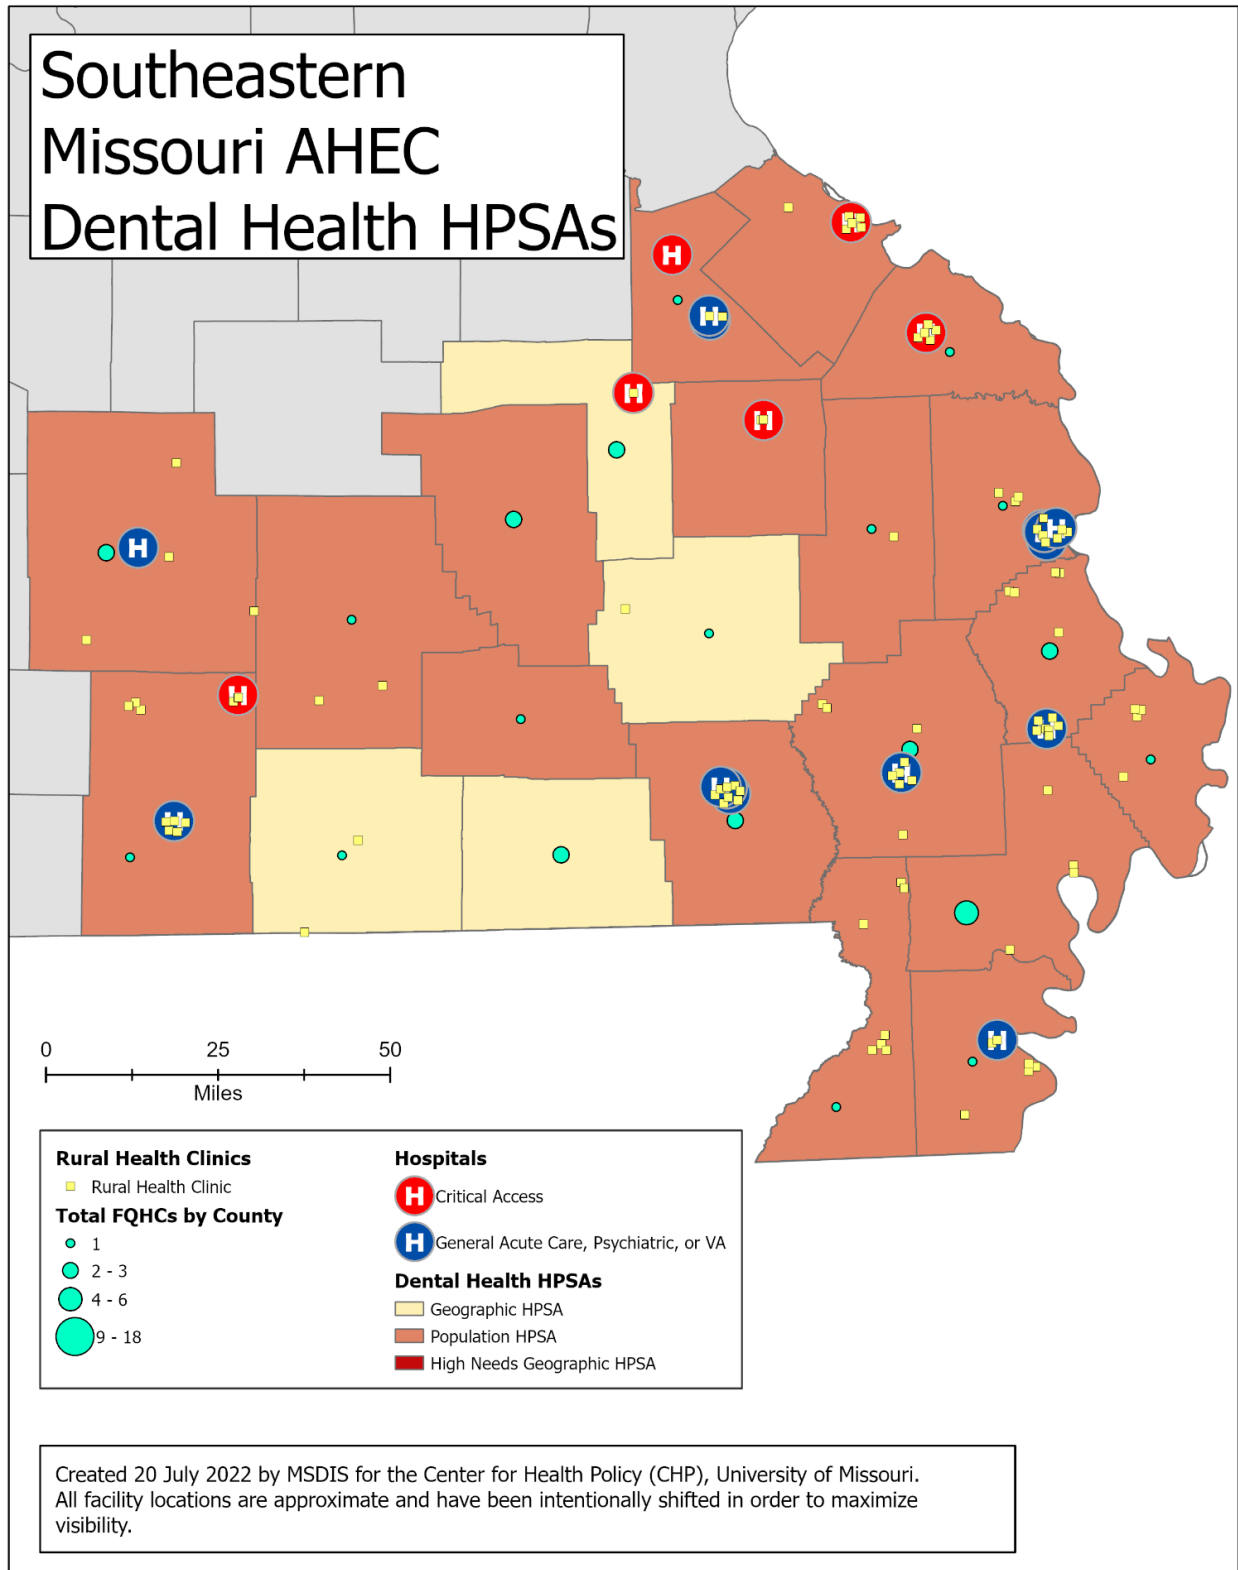 Southeastern
Missouri AHEC
Dental Health HPSAs
0 25 50
Miles
Rural Health Clinics
Rural Health Clinic
Total FQHCs by County
1
2 - 3
4 - 6
9 - 18
Hospitals
H Critical Access
H General Acute Care, Psychiatric, or VA
Dental Health HPSAs
Geographic HPSA
Population HPSA
High Needs Geographic HPSA
Created 20 July 2022 by MSDIS for the Center for Health Policy (CHP), University of Missouri.
All facility locations are approximate and have been intentionally shifted in order to maximize
visibility.